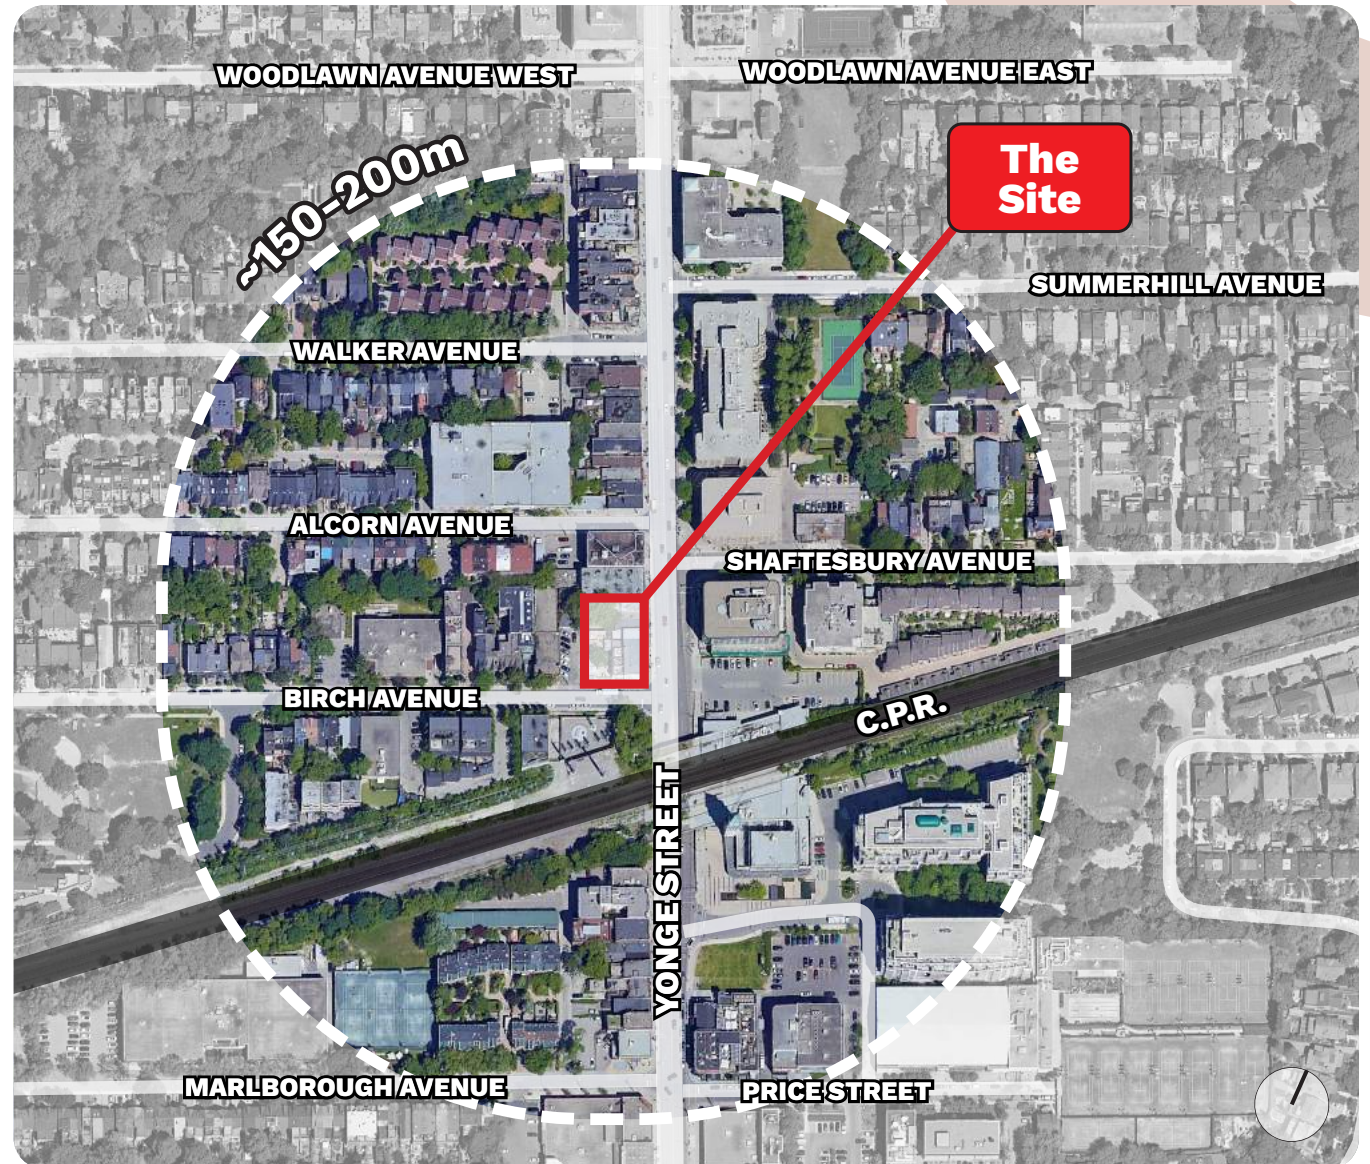 WOODLAWN AVENUE WEST
WOODLAWN AVENUE EAST
The
Site
~150–200m
SUMMERHILL AVENUE
WALKER AVENUE
ALCORN AVENUE
SHAFTESBURY AVENUE
BIRCH AVENUE
C.P.R.
YONGE STREET
MARLBOROUGH AVENUE
PRICE STREET